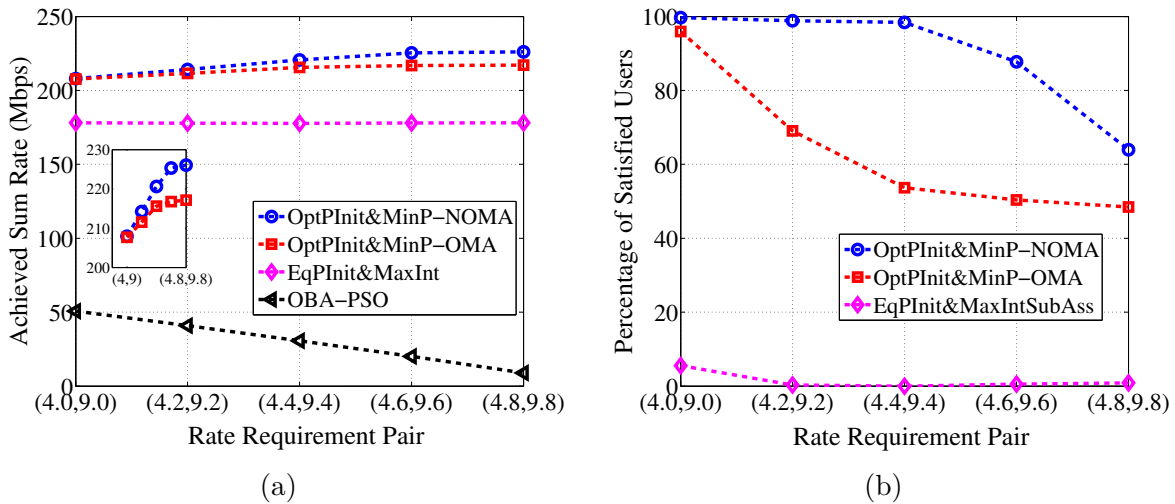 250
200
150
100
50
0
Achieved Sum Rate (Mbps)
230
220
210
200
(4,9)
(4.8,9.8)
OptPInit&MinP−NOMA
OptPInit&MinP−OMA
EqPInit&MaxInt
OBA−PSO
(4.0,9.0)
(4.2,9.2)
(4.4,9.4)
(4.6,9.6)
(4.8,9.8)
Rate Requirement Pair
(a)
100
80
60
40
20
0
Percentage of Satisfied Users
OptPInit&MinP−NOMA
OptPInit&MinP−OMA
EqPInit&MaxIntSubAss
(4.0,9.0)
(4.2,9.2)
(4.4,9.4)
(4.6,9.6)
(4.8,9.8)
Rate Requirement Pair
(b)